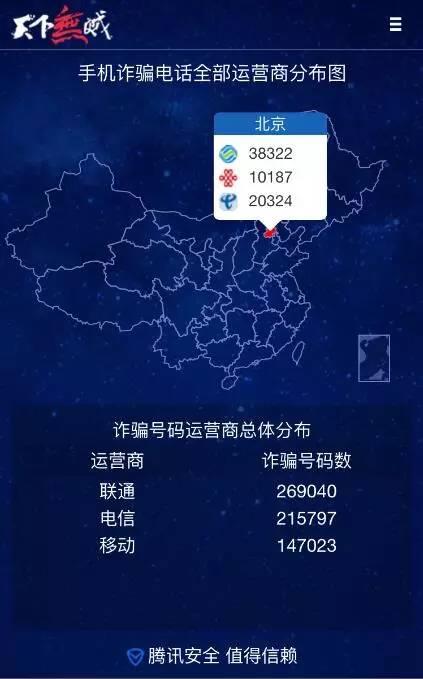 天下無贼
手机诈骗电话全部运营商分布图
北京
38322
10187
20324
诈骗号码运营商总体分布
运营商 诈骗号码数
联通 269040
电信 215797
移动 147023
腾讯安全 值得信赖